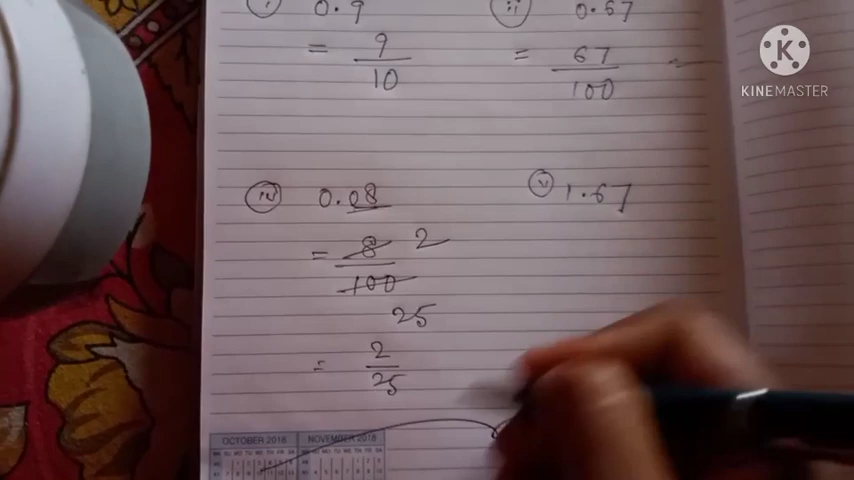 i 0.9
= 9/10
ii 0.67
= 67/100
K
KINEMASTER
iv 0.08
= 8/100 2
25
= 2/25
v 1.67
OCTOBER 2018 NOVEMBER 2018